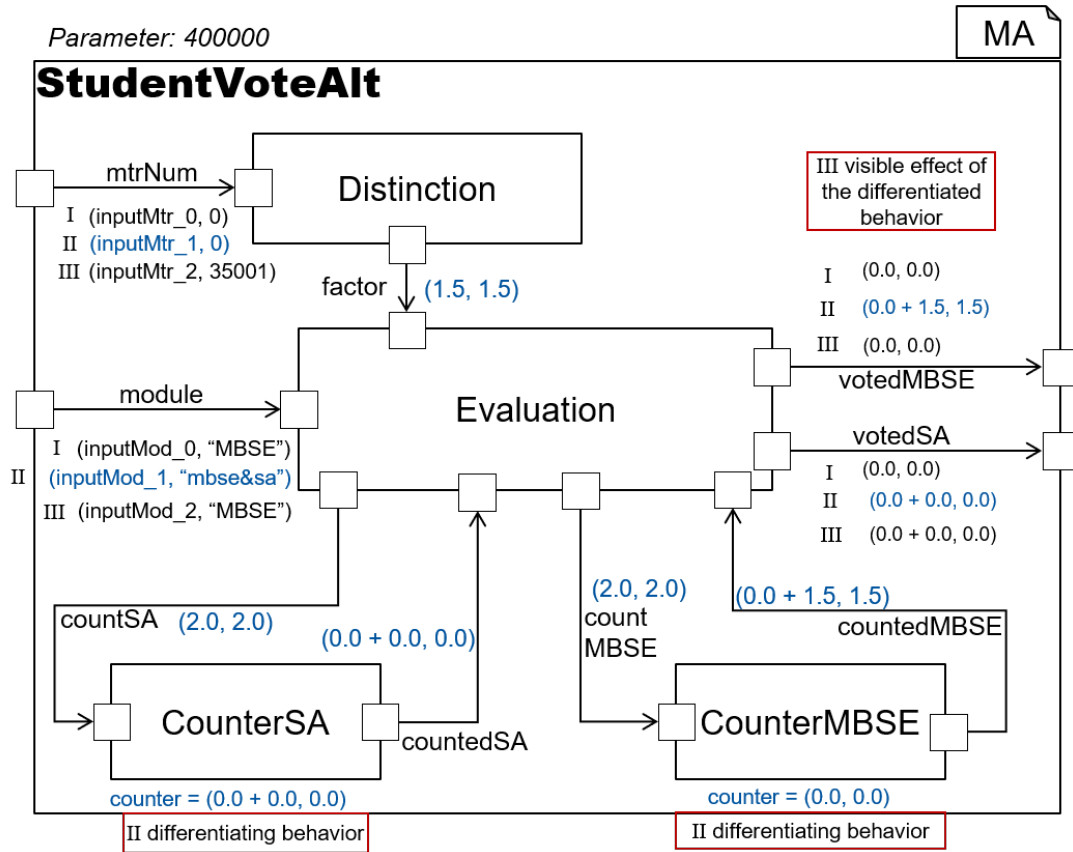 Parameter: 400000
MA
StudentVoteAlt
mtrNum
I (inputMtr_0, 0)
II (inputMtr_1, 0)
III (inputMtr_2, 35001)
Distinction
III visible effect of
the differentiated
behavior
factor
(1.5, 1.5)
I (0.0, 0.0)
II (0.0 + 1.5, 1.5)
III (0.0, 0.0)
votedMBSE
module
I (inputMod_0, “MBSE”)
II (inputMod_1, “mbse&sa”)
III (inputMod_2, “MBSE”)
Evaluation
votedSA
I (0.0, 0.0)
II (0.0 + 0.0, 0.0)
III (0.0 + 0.0, 0.0)
countSA
(2.0, 2.0)
(0.0 + 0.0, 0.0)
(2.0, 2.0)
count
MBSE
(0.0 + 1.5, 1.5)
countedMBSE
CounterSA
countedSA
CounterMBSE
counter = (0.0 + 0.0, 0.0)
counter = (0.0, 0.0)
II differentiating behavior
II differentiating behavior